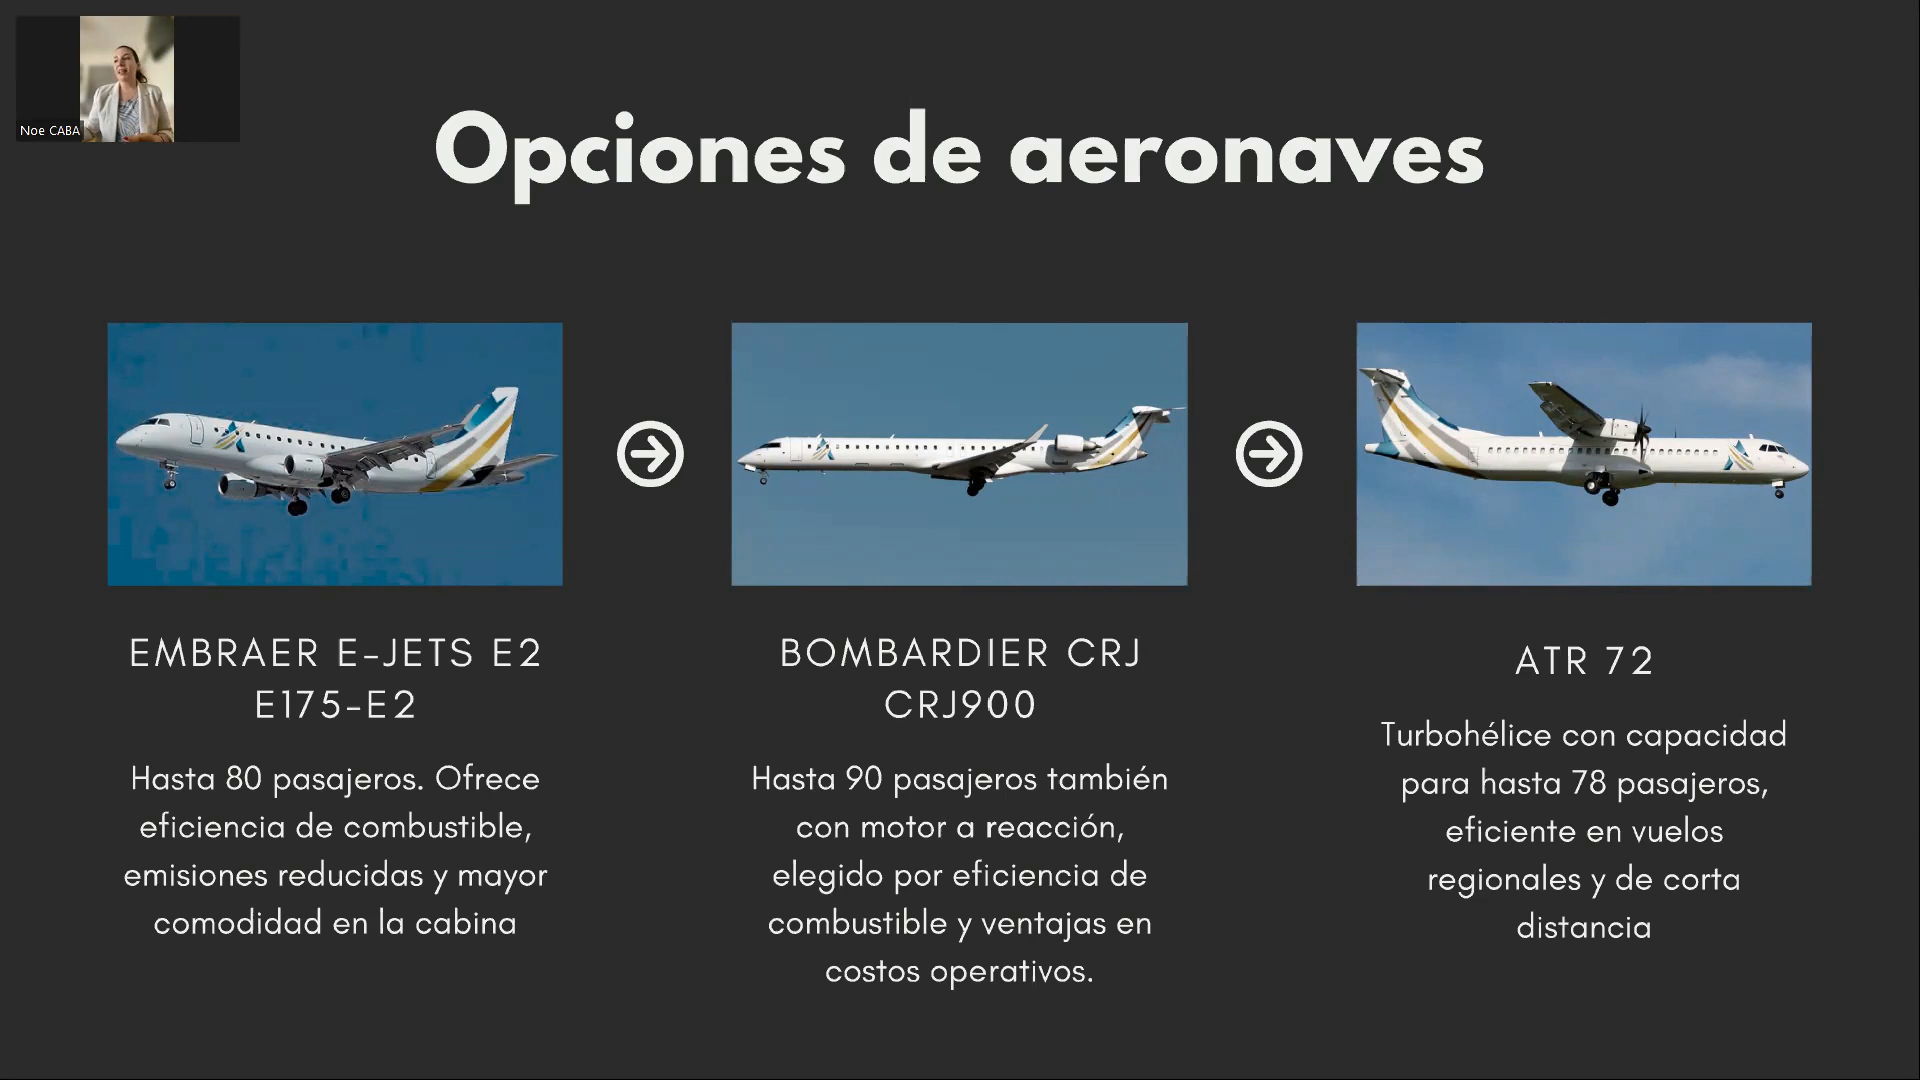 Noe CABA
Opciones de aeronaves
EMBRAER E-JETS E2
E175-E2
Hasta 80 pasajeros. Ofrece
eficiencia de combustible,
emisiones reducidas y mayor
comodidad en la cabina
BOMBARDIER CRJ
CRJ900
Hasta 90 pasajeros también
con motor a reacción,
elegido por eficiencia de
combustible y ventajas en
costos operativos.
ATR 72
Turbohélice con capacidad
para hasta 78 pasajeros,
eficiente en vuelos
regionales y de corta
distancia